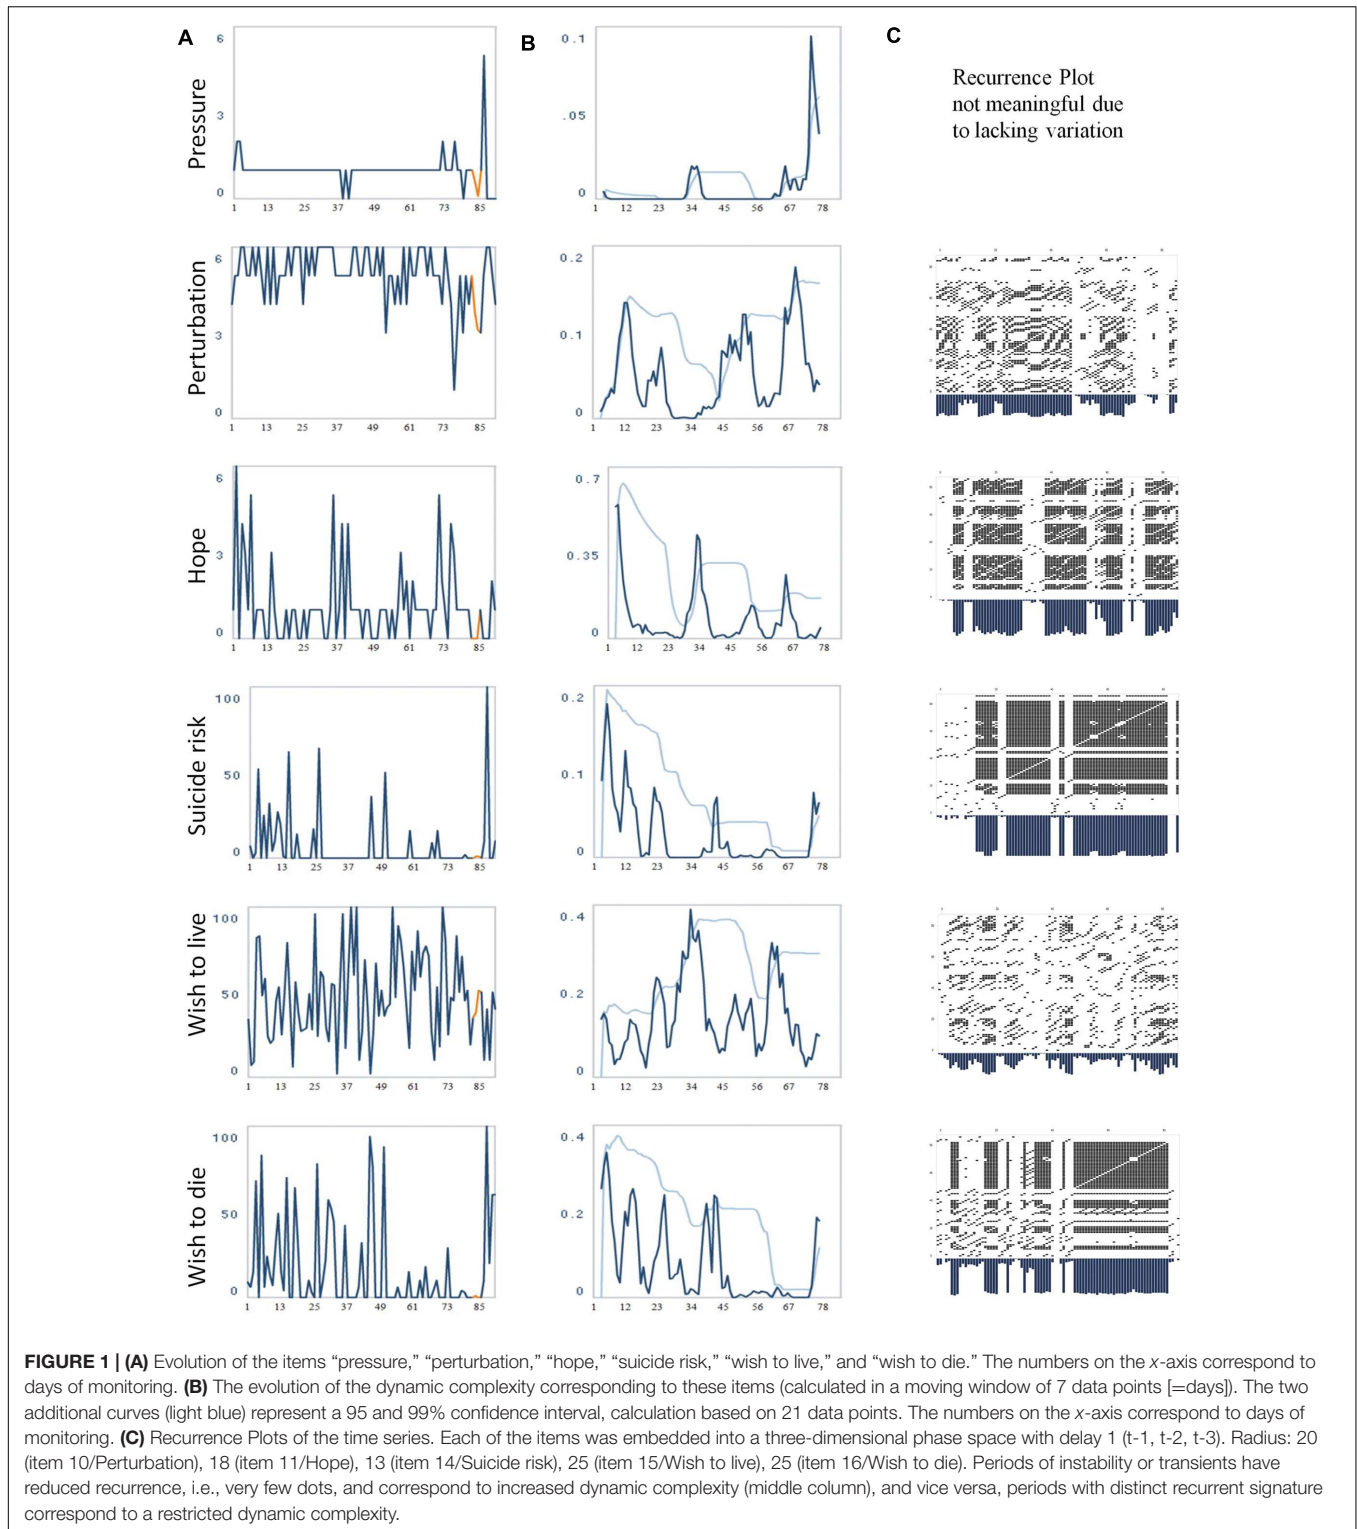 A
B
C
Pressure
6
3
0
1 13 25 37 49 61 73 85
0.1
.05
0
1 12 23 34 45 56 67 78
Recurrence Plot
not meaningful due
to lacking variation
Perturbation
6
3
0
1 13 25 37 49 61 73 85
0.2
0.1
0
1 12 23 34 45 56 67 78
Hope
6
3
0
1 13 25 37 49 61 73 85
0.7
0.35
0
1 12 23 34 45 56 67 78
Suicide risk
100
50
0
1 13 25 37 49 61 73 85
0.2
0.1
0
1 12 23 34 45 56 67 78
Wish to live
100
50
0
1 13 25 37 49 61 73 85
0.4
0.2
0
1 12 23 34 45 56 67 78
Wish to die
100
50
0
1 13 25 37 49 61 73 85
0.4
0.2
0
1 12 23 34 45 56 67 78
FIGURE 1 | (A) Evolution of the items “pressure,” “perturbation,” “hope,” “suicide risk,” “wish to live,” and “wish to die.” The numbers on the x-axis correspond to
days of monitoring. (B) The evolution of the dynamic complexity corresponding to these items (calculated in a moving window of 7 data points [=days]). The two
additional curves (light blue) represent a 95 and 99% confidence interval, calculation based on 21 data points. The numbers on the x-axis correspond to days of
monitoring. (C) Recurrence Plots of the time series. Each of the items was embedded into a three-dimensional phase space with delay 1 (t-1, t-2, t-3). Radius: 20
(item 10/Perturbation), 18 (item 11/Hope), 13 (item 14/Suicide risk), 25 (item 15/Wish to live), 25 (item 16/Wish to die). Periods of instability or transients have
reduced recurrence, i.e., very few dots, and correspond to increased dynamic complexity (middle column), and vice versa, periods with distinct recurrent signature
correspond to a restricted dynamic complexity.